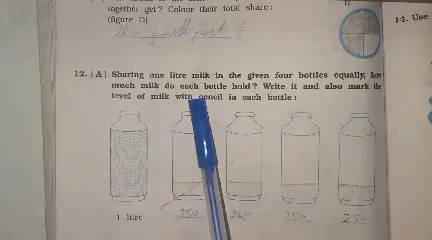 together get? Colour their total share:
(figure D)
D
14. Use
12. (A) Sharing one litre milk in the given four bottles equally, how
much milk do each bottle hold? Write it and also mark the
level of milk with pencil in each bottle:
1 litre 250 250 250